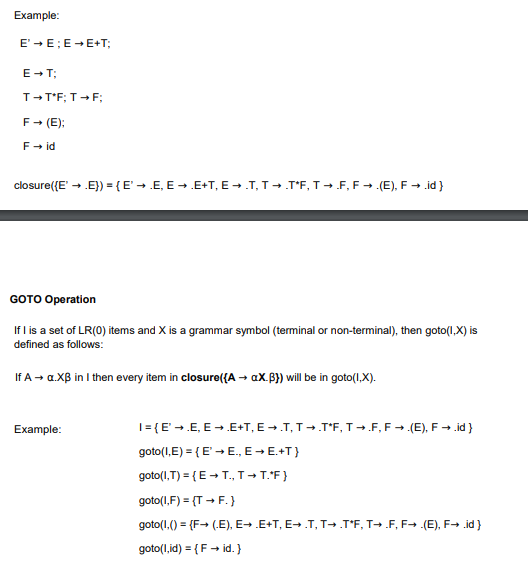 Example:
E' → E ; E → E+T;
E → T;
T → T*F; T → F;
F → (E);
F → id
closure({E' → .E}) = { E' → .E, E → .E+T, E → .T, T → .T*F, T → .F, F → .(E), F → .id }
GOTO Operation
If I is a set of LR(0) items and X is a grammar symbol (terminal or non-terminal), then goto(I,X) is
defined as follows:
If A → α.Xβ in I then every item in closure({A → αX.β}) will be in goto(I,X).
Example: I = { E' → .E, E → .E+T, E → .T, T → .T*F, T → .F, F → .(E), F → .id }
goto(I,E) = { E' → E., E → E.+T }
goto(I,T) = { E → T., T → T.*F }
goto(I,F) = {T → F. }
goto(I,() = {F→ (.E), E→ .E+T, E→ .T, T→ .T*F, T→ .F, F→ .(E), F→ .id }
goto(I,id) = { F → id. }